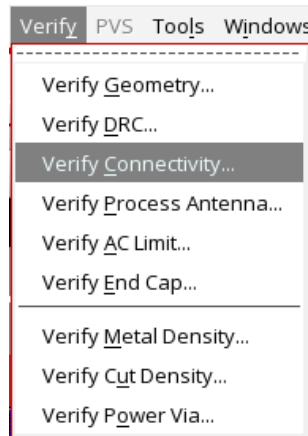 Verify PVS Tools Windows
Verify Geometry...
Verify DRC...
Verify Connectivity...
Verify Process Antenna...
Verify AC Limit...
Verify End Cap...
Verify Metal Density...
Verify Cut Density...
Verify Power Via...